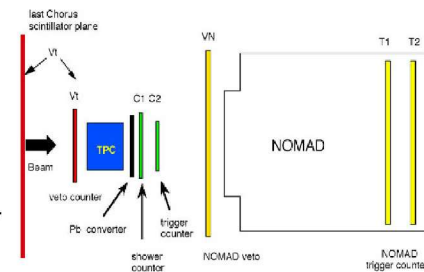 last Chorus
scintillator plane
Vt
Vt
C1 C2
VN
T1 T2
TPC
NOMAD
Beam
veto counter
Pb converter
shower
counter
trigger
counter
NOMAD veto
NOMAD
trigger counte